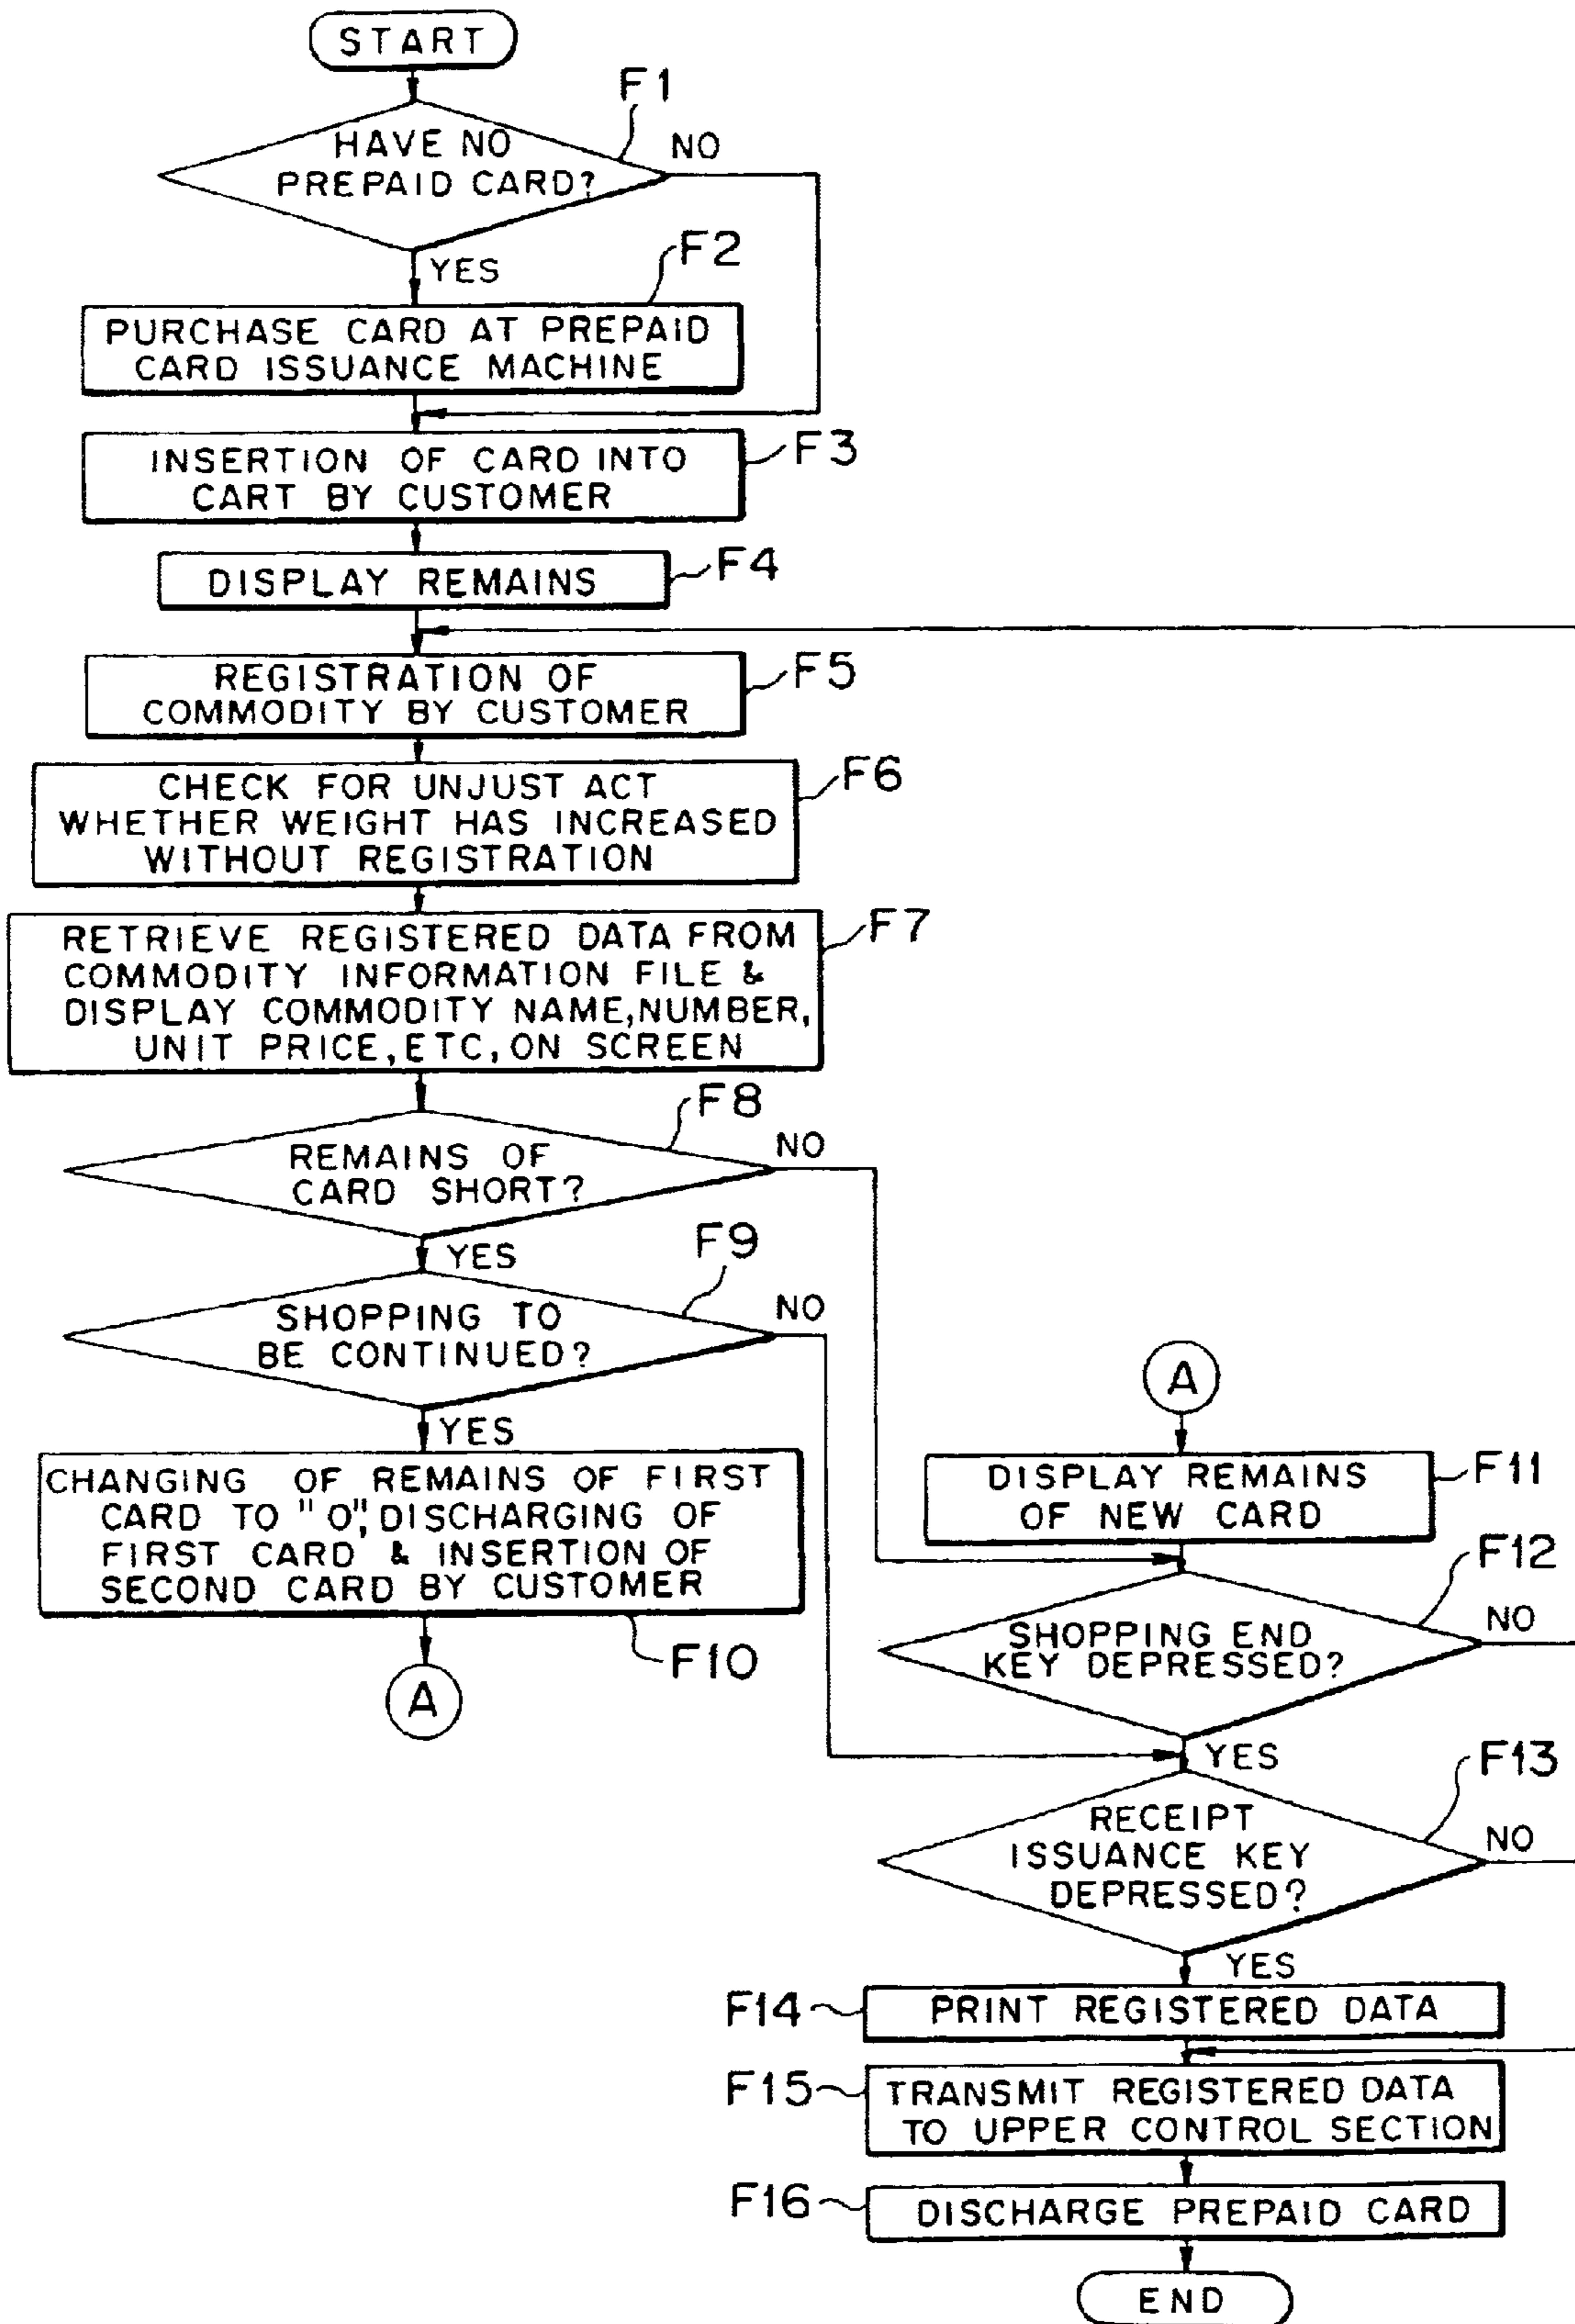 START
F1
HAVE NO
PREPAID CARD?
NO
YES
F2
PURCHASE CARD AT PREPAID
CARD ISSUANCE MACHINE
INSERTION OF CARD INTO
CART BY CUSTOMER
F3
DISPLAY REMAINS
F4
REGISTRATION OF
COMMODITY BY CUSTOMER
F5
CHECK FOR UNJUST ACT
WHETHER WEIGHT HAS INCREASED
WITHOUT REGISTRATION
F6
RETRIEVE REGISTERED DATA FROM
COMMODITY INFORMATION FILE &
DISPLAY COMMODITY NAME, NUMBER,
UNIT PRICE, ETC, ON SCREEN
F7
F8
REMAINS OF
CARD SHORT?
NO
YES
F9
SHOPPING TO
BE CONTINUED?
NO
YES
CHANGING OF REMAINS OF FIRST
CARD TO "0", DISCHARGING OF
FIRST CARD & INSERTION OF
SECOND CARD BY CUSTOMER
F10
A
A
DISPLAY REMAINS
OF NEW CARD
F11
F12
SHOPPING END
KEY DEPRESSED?
NO
YES
F13
RECEIPT
ISSUANCE KEY
DEPRESSED?
NO
YES
F14
PRINT REGISTERED DATA
F15
TRANSMIT REGISTERED DATA
TO UPPER CONTROL SECTION
F16
DISCHARGE PREPAID CARD
END